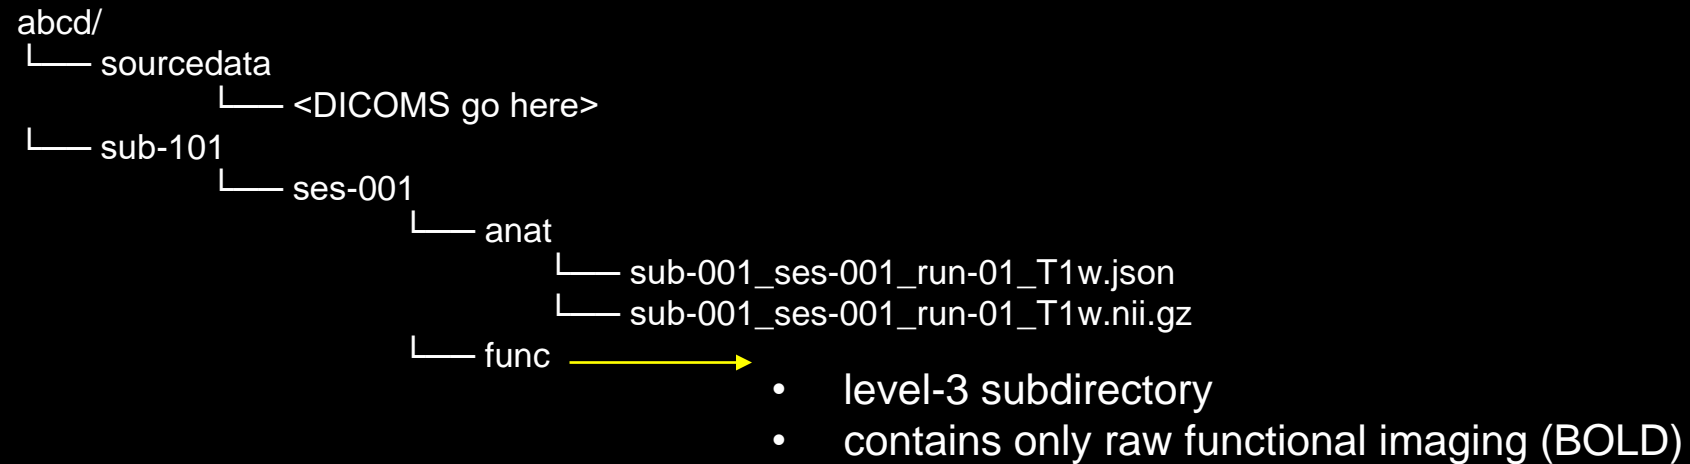 abcd/
└── sourcedata
└── <DICOMS go here>
└── sub-101
└── ses-001
└── anat
└── sub-001_ses-001_run-01_T1w.json
└── sub-001_ses-001_run-01_T1w.nii.gz
└── func
• level-3 subdirectory
• contains only raw functional imaging (BOLD)